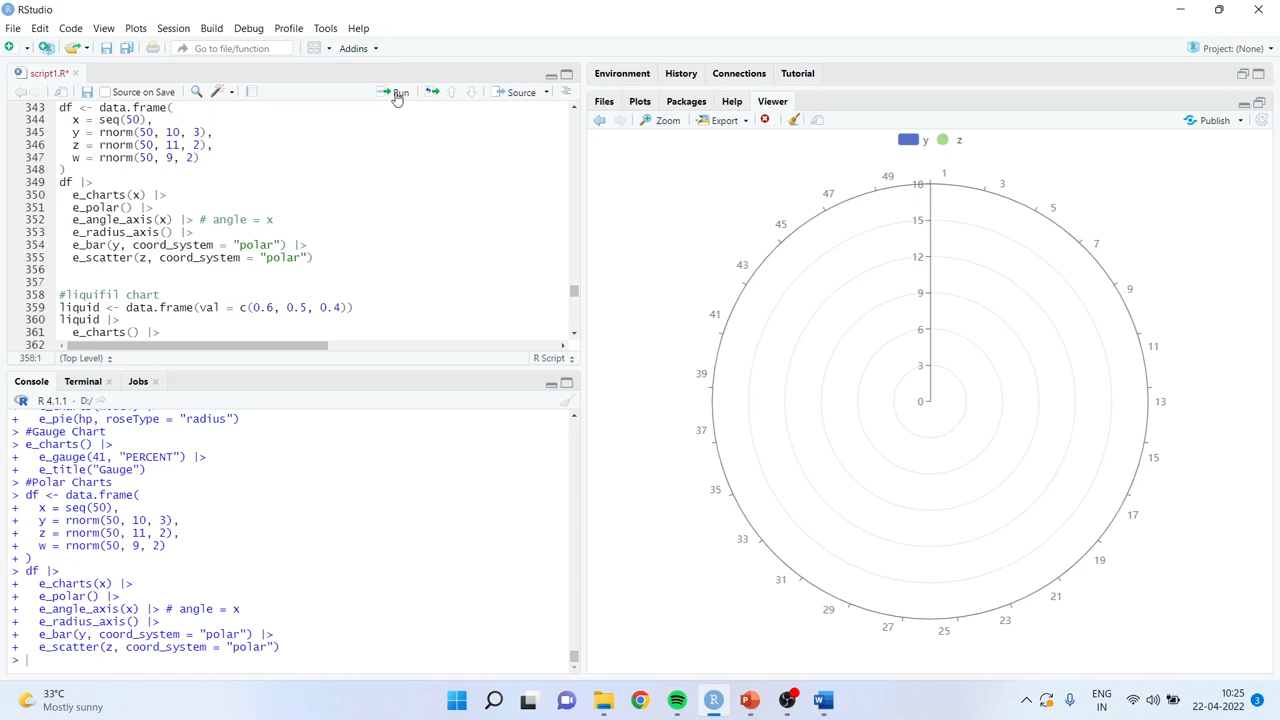 RStudio
File Edit Code View Plots Session Build Debug Profile Tools Help
Go to file/function Addins Project: (None)
script1.R*
Source on Save Run Source
343 df <- data.frame(
344 x = seq(50),
345 y = rnorm(50, 10, 3),
346 z = rnorm(50, 11, 2),
347 w = rnorm(50, 9, 2)
348 )
349 df |>
350 e_charts(x) |>
351 e_polar() |>
352 e_angle_axis(x) |> # angle = x
353 e_radius_axis() |>
354 e_bar(y, coord_system = "polar") |>
355 e_scatter(z, coord_system = "polar")
356
357
358 #liquifil chart
359 liquid <- data.frame(val = c(0.6, 0.5, 0.4))
360 liquid |>
361 e_charts() |>
362
358:1 (Top Level) R Script
Console Terminal Jobs
R 4.1.1 · D:/
+ e_pie(hp, roseType = "radius")
> #Gauge Chart
> e_charts() |>
+ e_gauge(41, "PERCENT") |>
+ e_title("Gauge")
> #Polar Charts
> df <- data.frame(
+ x = seq(50),
+ y = rnorm(50, 10, 3),
+ z = rnorm(50, 11, 2),
+ w = rnorm(50, 9, 2)
+ )
> df |>
+ e_charts(x) |>
+ e_polar() |>
+ e_angle_axis(x) |> # angle = x
+ e_radius_axis() |>
+ e_bar(y, coord_system = "polar") |>
+ e_scatter(z, coord_system = "polar")
>
Environment History Connections Tutorial
Files Plots Packages Help Viewer
Zoom Export Publish
y z
1
3
5
7
9
11
13
15
17
19
21
23
25
27
29
31
33
35
37
39
41
43
45
47
49
18
15
12
9
6
3
0
33°C
Mostly sunny
ENG
IN
10:25
22-04-2022
3